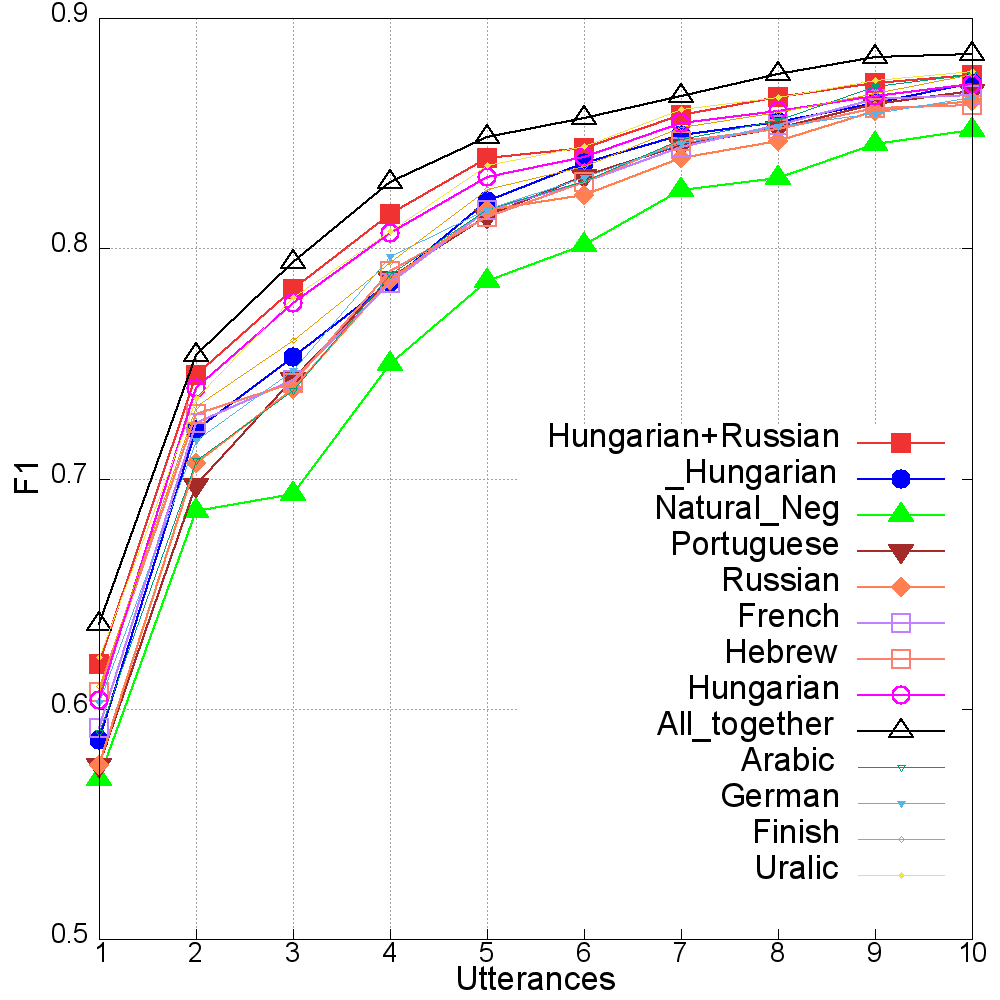 0.9
0.8
0.7
0.6
0.5
F1
Hungarian+Russian
_Hungarian
Natural_Neg
Portuguese
Russian
French
Hebrew
Hungarian
All_together
Arabic
German
Finish
Uralic
1 2 3 4 5 6 7 8 9 10
Utterances